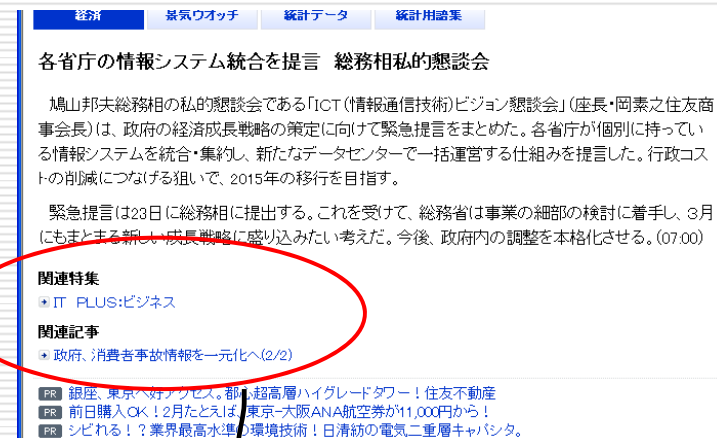 経済 景気ウオッチ 統計データ 統計用語集
各省庁の情報システム統合を提言 総務相私的懇談会
鳩山邦夫総務相の私的懇談会である「ICT(情報通信技術)ビジョン懇談会」(座長・岡素之住友商
事会長)は、政府の経済成長戦略の策定に向けて緊急提言をまとめた。各省庁が個別に持ってい
る情報システムを統合・集約し、新たなデータセンターで一括運営する仕組みを提言した。行政コス
トの削減につなげる狙いで、2015年の移行を目指す。
緊急提言は23日に総務相に提出する。これを受けて、総務省は事業の細部の検討に着手し、3月
にもまとまる新しい成長戦略に盛り込みたい考えだ。今後、政府内の調整を本格化させる。(07:00)
関連特集
IT PLUS:ビジネス
関連記事
政府、消費者事故情報を一元化へ(2/2)
PR 銀座、東京へ好アクセス。都心超高層ハイグレードタワー！住友不動産
PR 前日購入OK！2月たとえば、東京-大阪ANA航空券が11,000円から！
PR シビれる！？業界最高水準の環境技術！日清紡の電気二重層キャパシタ。